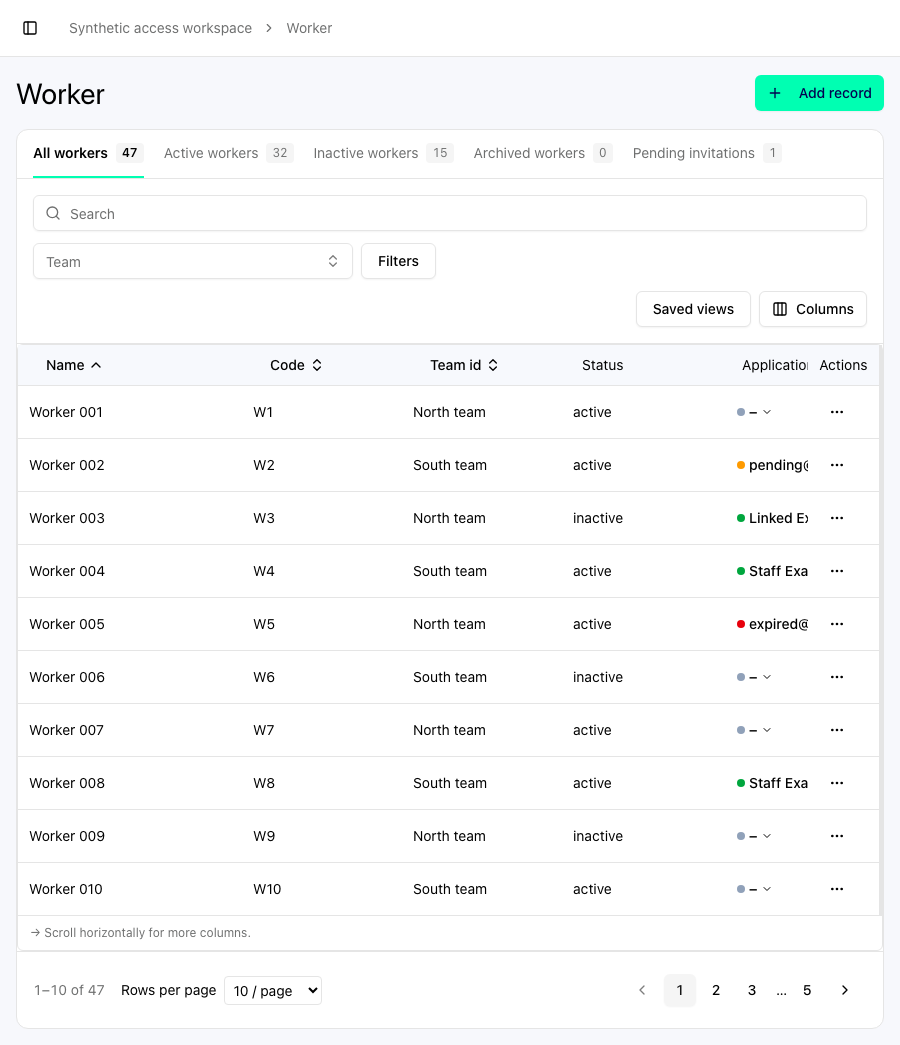 Synthetic access workspace > Worker
Worker
+ Add record
All workers 47 Active workers 32 Inactive workers 15 Archived workers 0 Pending invitations 1
Search
Team
Filters
Saved views Columns
Name Code Team id Status Application Actions
Worker 001 W1 North team active – ...
Worker 002 W2 South team active pending@ ...
Worker 003 W3 North team inactive Linked Ex ...
Worker 004 W4 South team active Staff Exa ...
Worker 005 W5 North team active expired@ ...
Worker 006 W6 South team inactive – ...
Worker 007 W7 North team active – ...
Worker 008 W8 South team active Staff Exa ...
Worker 009 W9 North team inactive – ...
Worker 010 W10 South team active – ...
→ Scroll horizontally for more columns.
1–10 of 47 Rows per page 10 / page < 1 2 3 ... 5 >